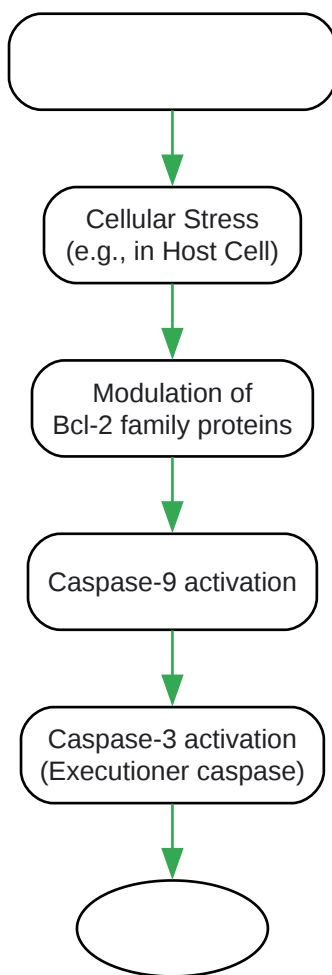 Cellular Stress
(e.g., in Host Cell)
Modulation of
Bcl-2 family proteins
Caspase-9 activation
Caspase-3 activation
(Executioner caspase)